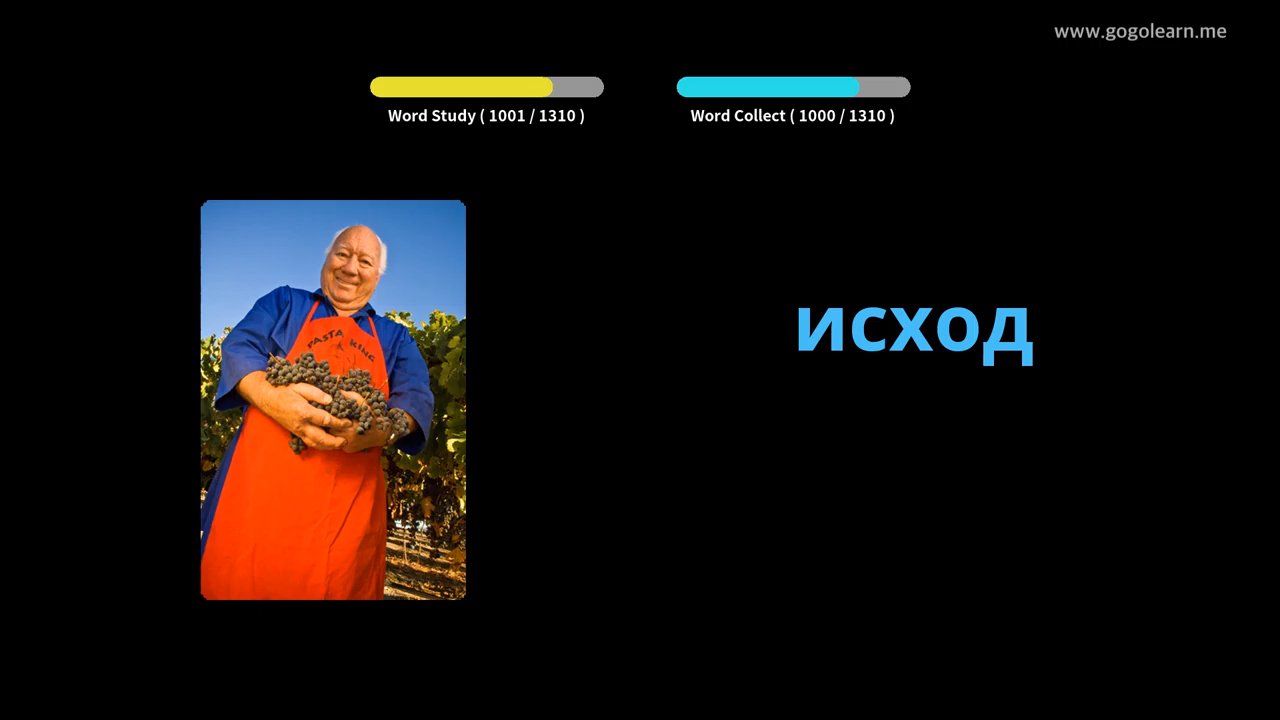 www.gogolearn.me
Word Study ( 1001 / 1310 )
Word Collect ( 1000 / 1310 )
PASTA KING
исход